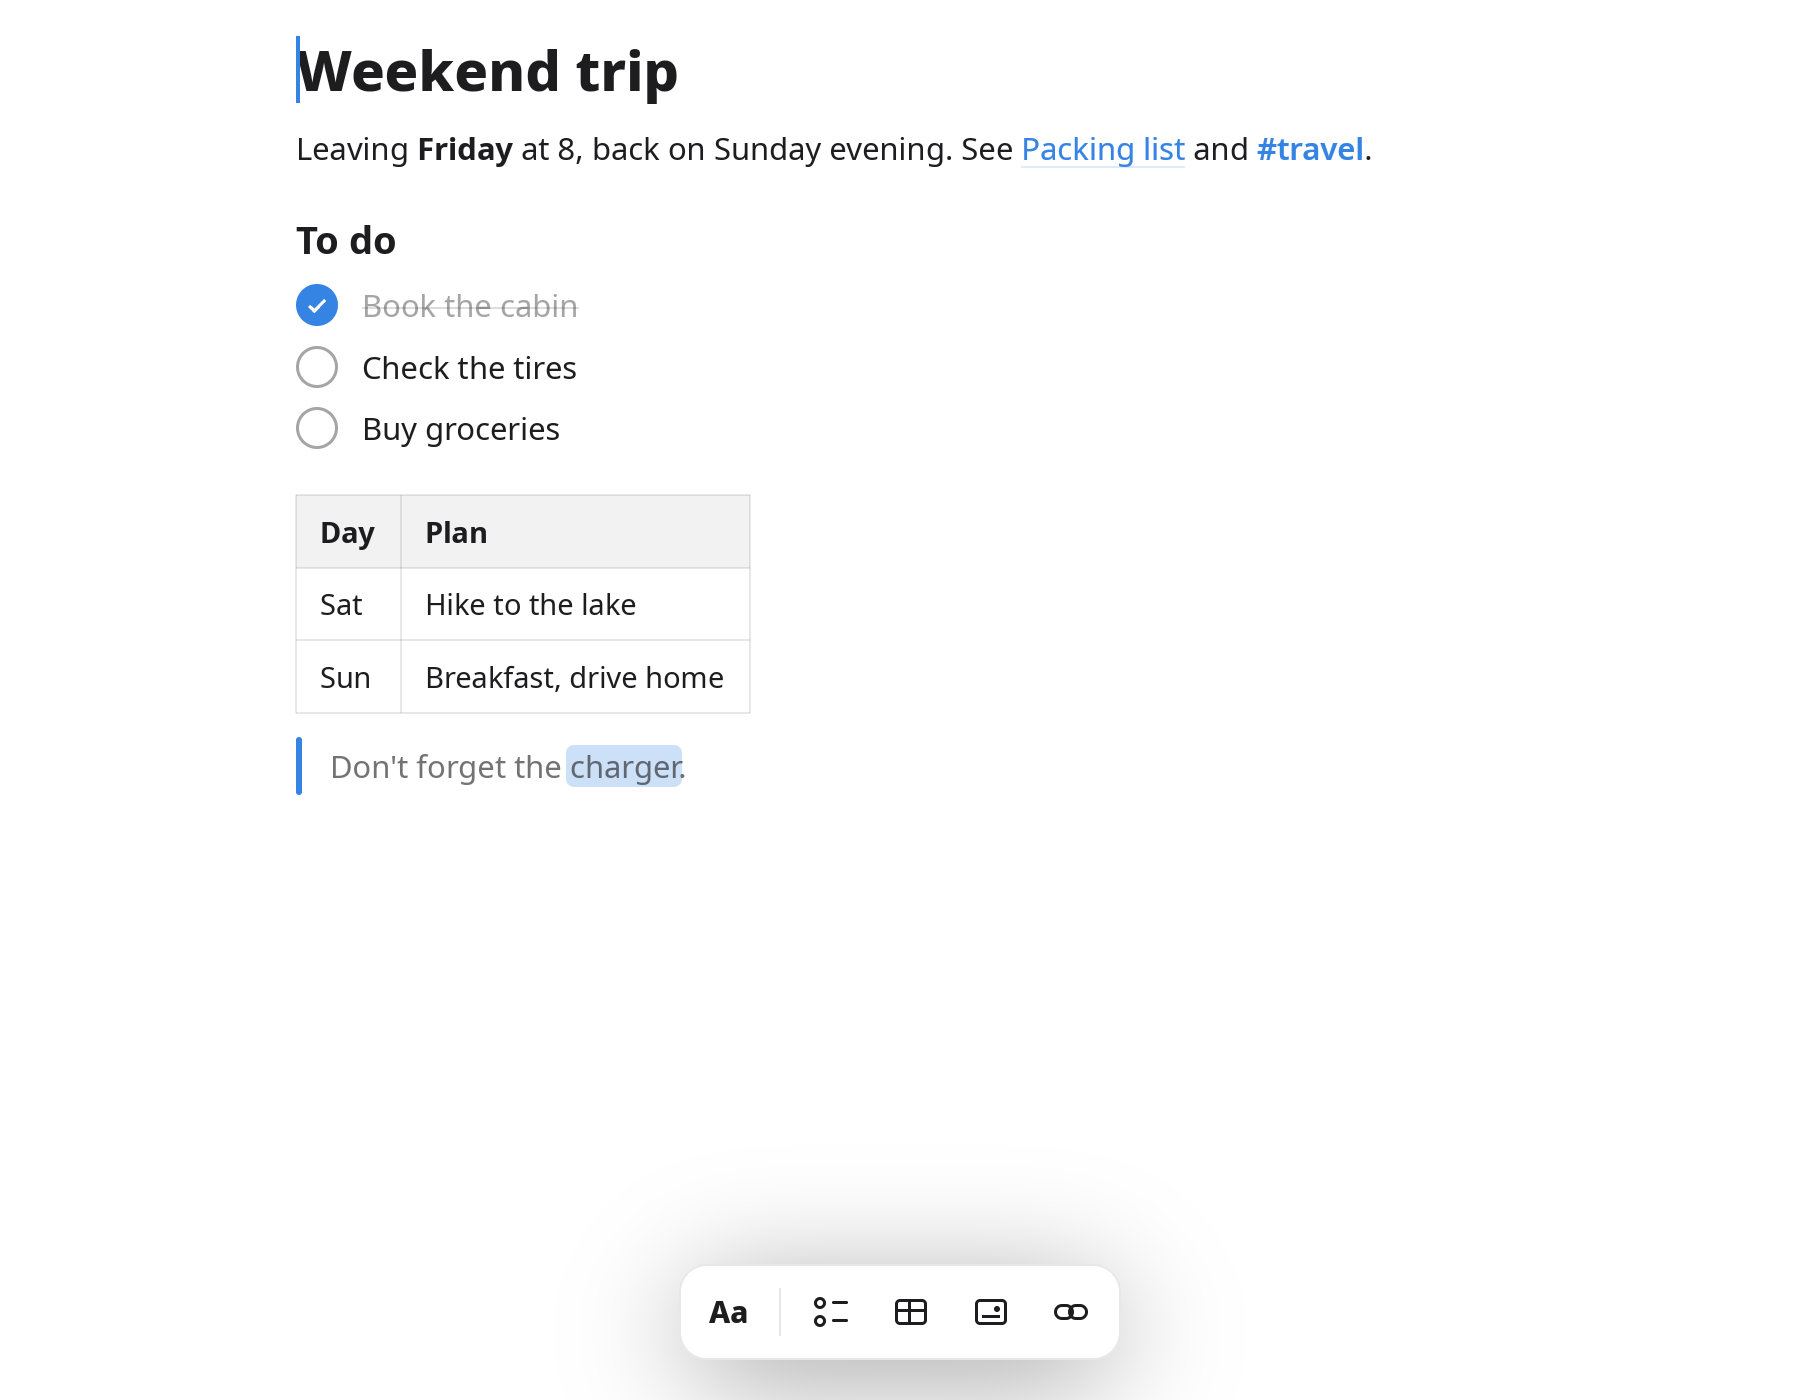 Weekend trip
Leaving Friday at 8, back on Sunday evening. See Packing list and #travel.
To do
Book the cabin
Check the tires
Buy groceries
Day Plan
Sat Hike to the lake
Sun Breakfast, drive home
Don't forget the charger.
Aa